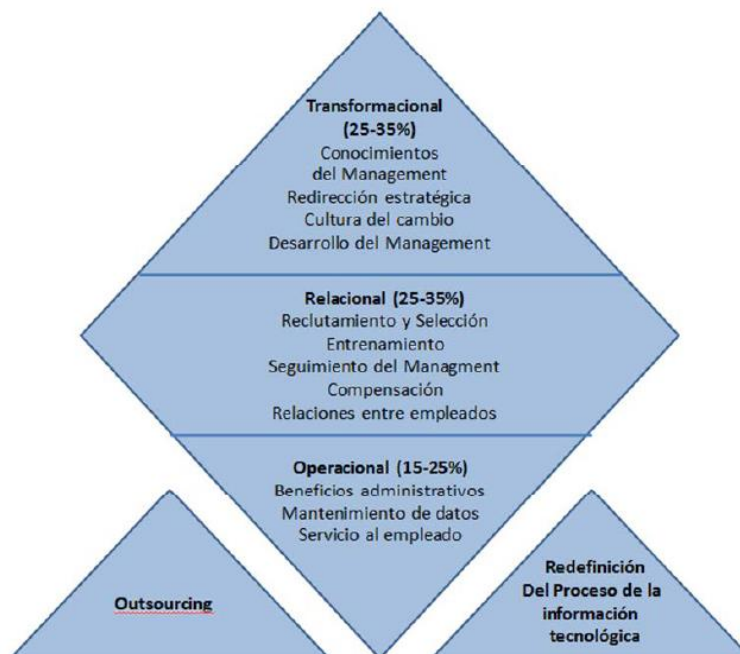 Transformacional
(25-35%)
Conocimientos
del Management
Redirección estratégica
Cultura del cambio
Desarrollo del Management
Relacional (25-35%)
Reclutamiento y Selección
Entrenamiento
Seguimiento del Managment
Compensación
Relaciones entre empleados
Operacional (15-25%)
Beneficios administrativos
Mantenimiento de datos
Servicio al empleado
Outsourcing
Redefinición
Del Proceso de la
información
tecnológica